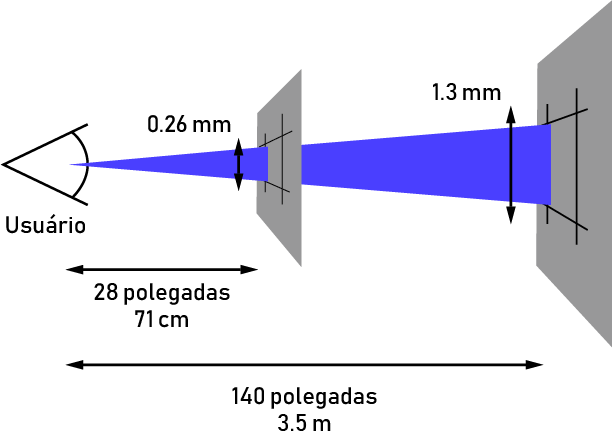 1.3 mm
0.26 mm
Usuário
28 polegadas
71 cm
140 polegadas
3.5 m